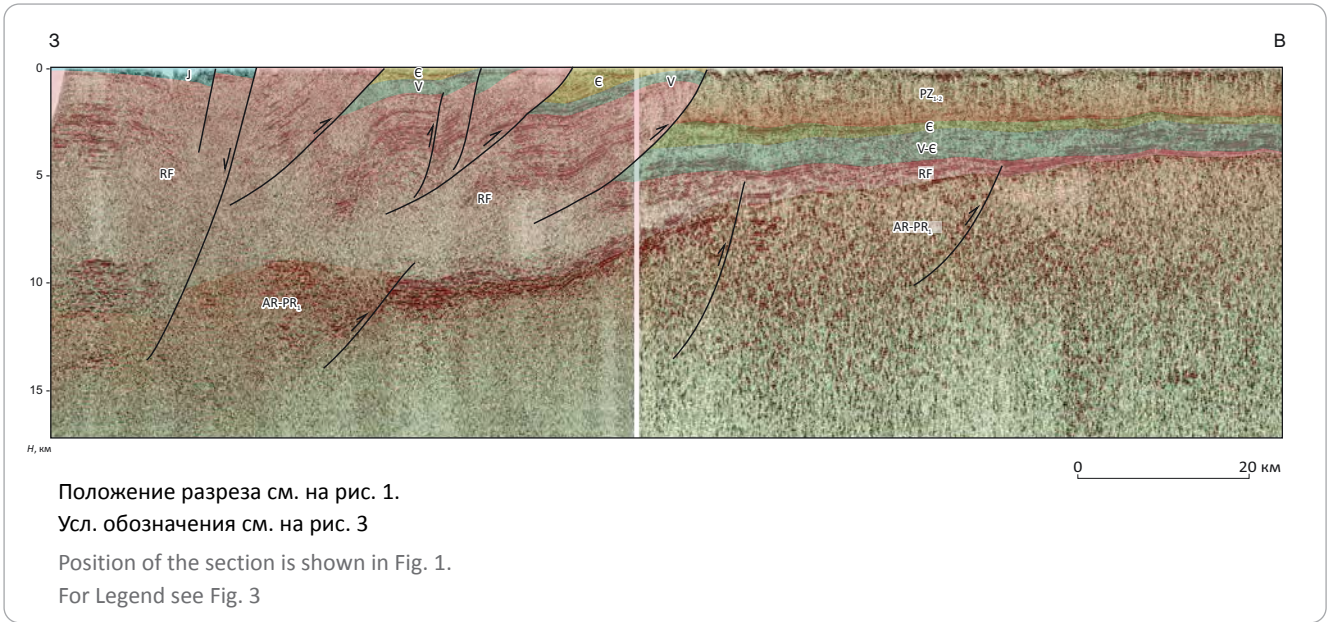 З В
0
J
Є
V
Є
V
PZ₁₋₂
Є
V-Є
RF
RF
RF
5
AR-PR₁
10
AR-PR₁
15
H, км
0 20 км
Положение разреза см. на рис. 1.
Усл. обозначения см. на рис. 3
Position of the section is shown in Fig. 1.
For Legend see Fig. 3